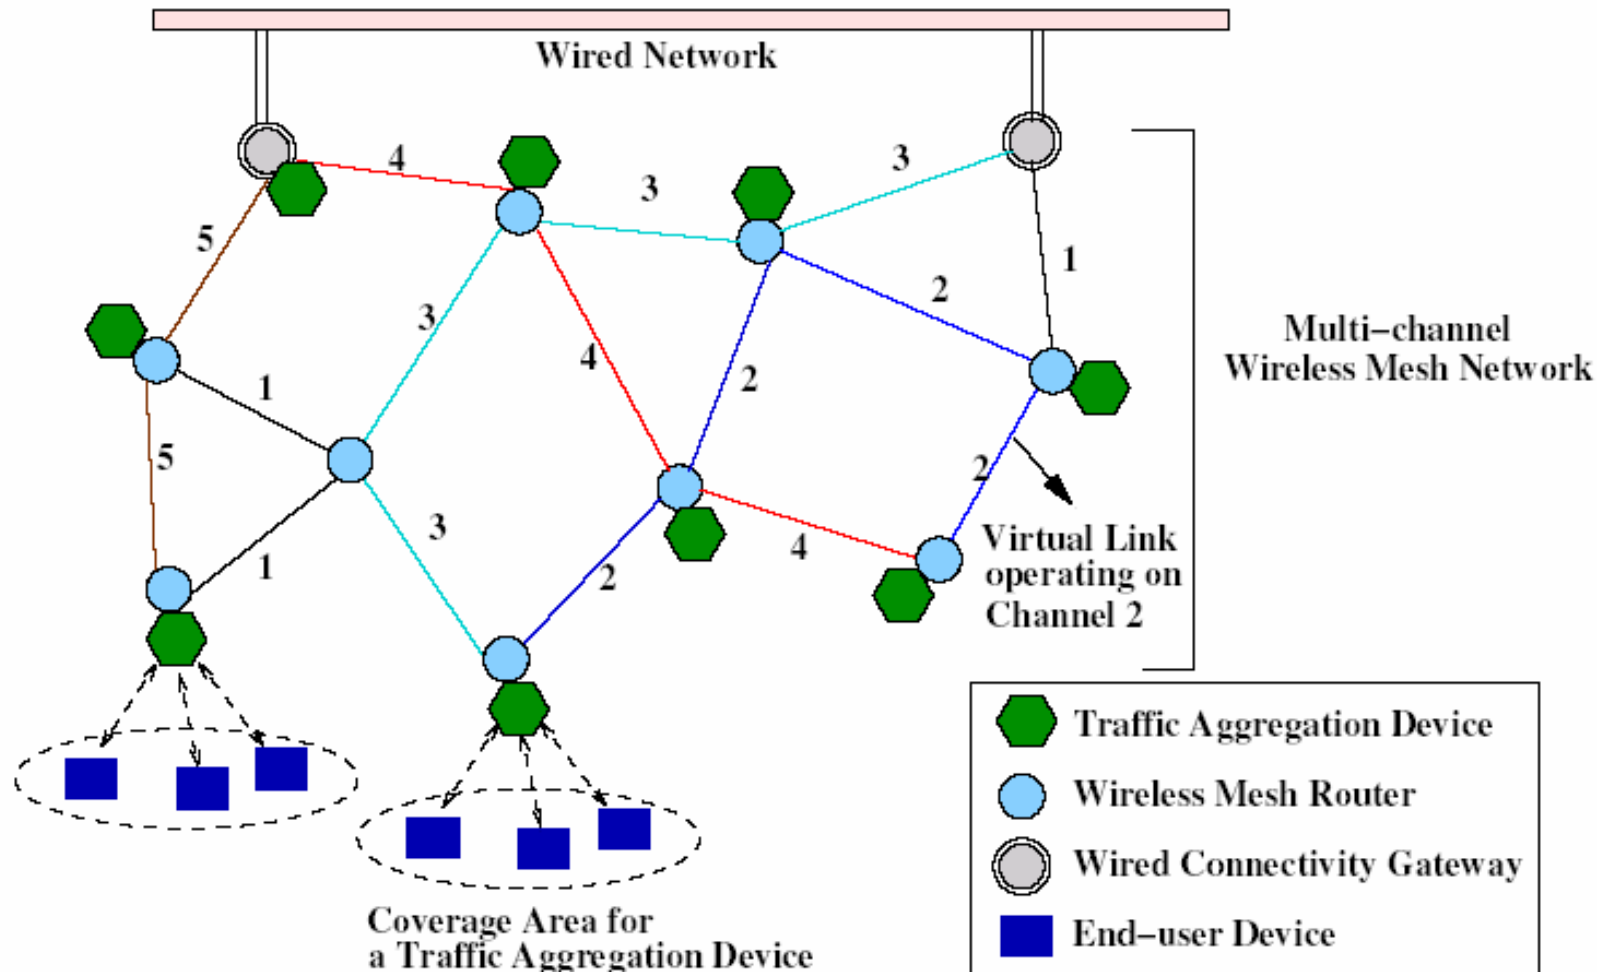 Wired Network
4
3
3
5
1
3
2
4
2
1
5
3
2
1
2
4
Multi–channel
Wireless Mesh Network
Virtual Link
operating on
Channel 2
Coverage Area for
a Traffic Aggregation Device
Traffic Aggregation Device
Wireless Mesh Router
Wired Connectivity Gateway
End–user Device